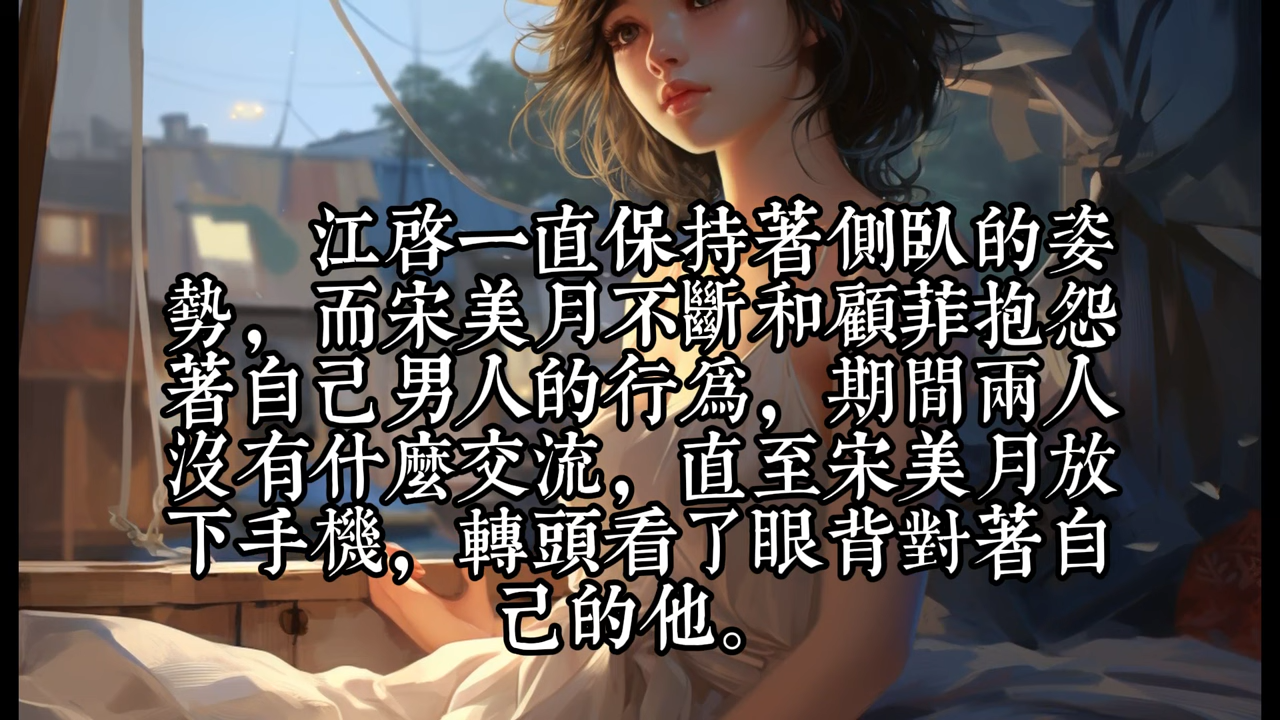 江啓一直保持著側臥的姿
勢，而宋美月不斷和顧菲抱怨
著自己男人的行爲，期間兩人
沒有什麼交流，直至宋美月放
下手機，轉頭看了眼背對著自
己的他。